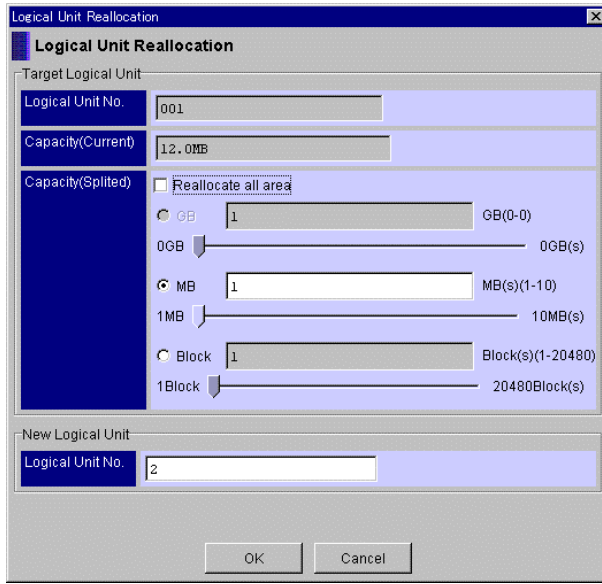 Logical Unit Reallocation
Logical Unit Reallocation
Target Logical Unit
Logical Unit No. 001
Capacity(Current) 12.0MB
Capacity(Splited) Reallocate all area
GB 1 GB(0-0)
0GB 0GB(s)
MB 1 MB(s)(1-10)
1MB 10MB(s)
Block 1 Block(s)(1-20480)
1Block 20480Block(s)
New Logical Unit
Logical Unit No. 2
OK Cancel